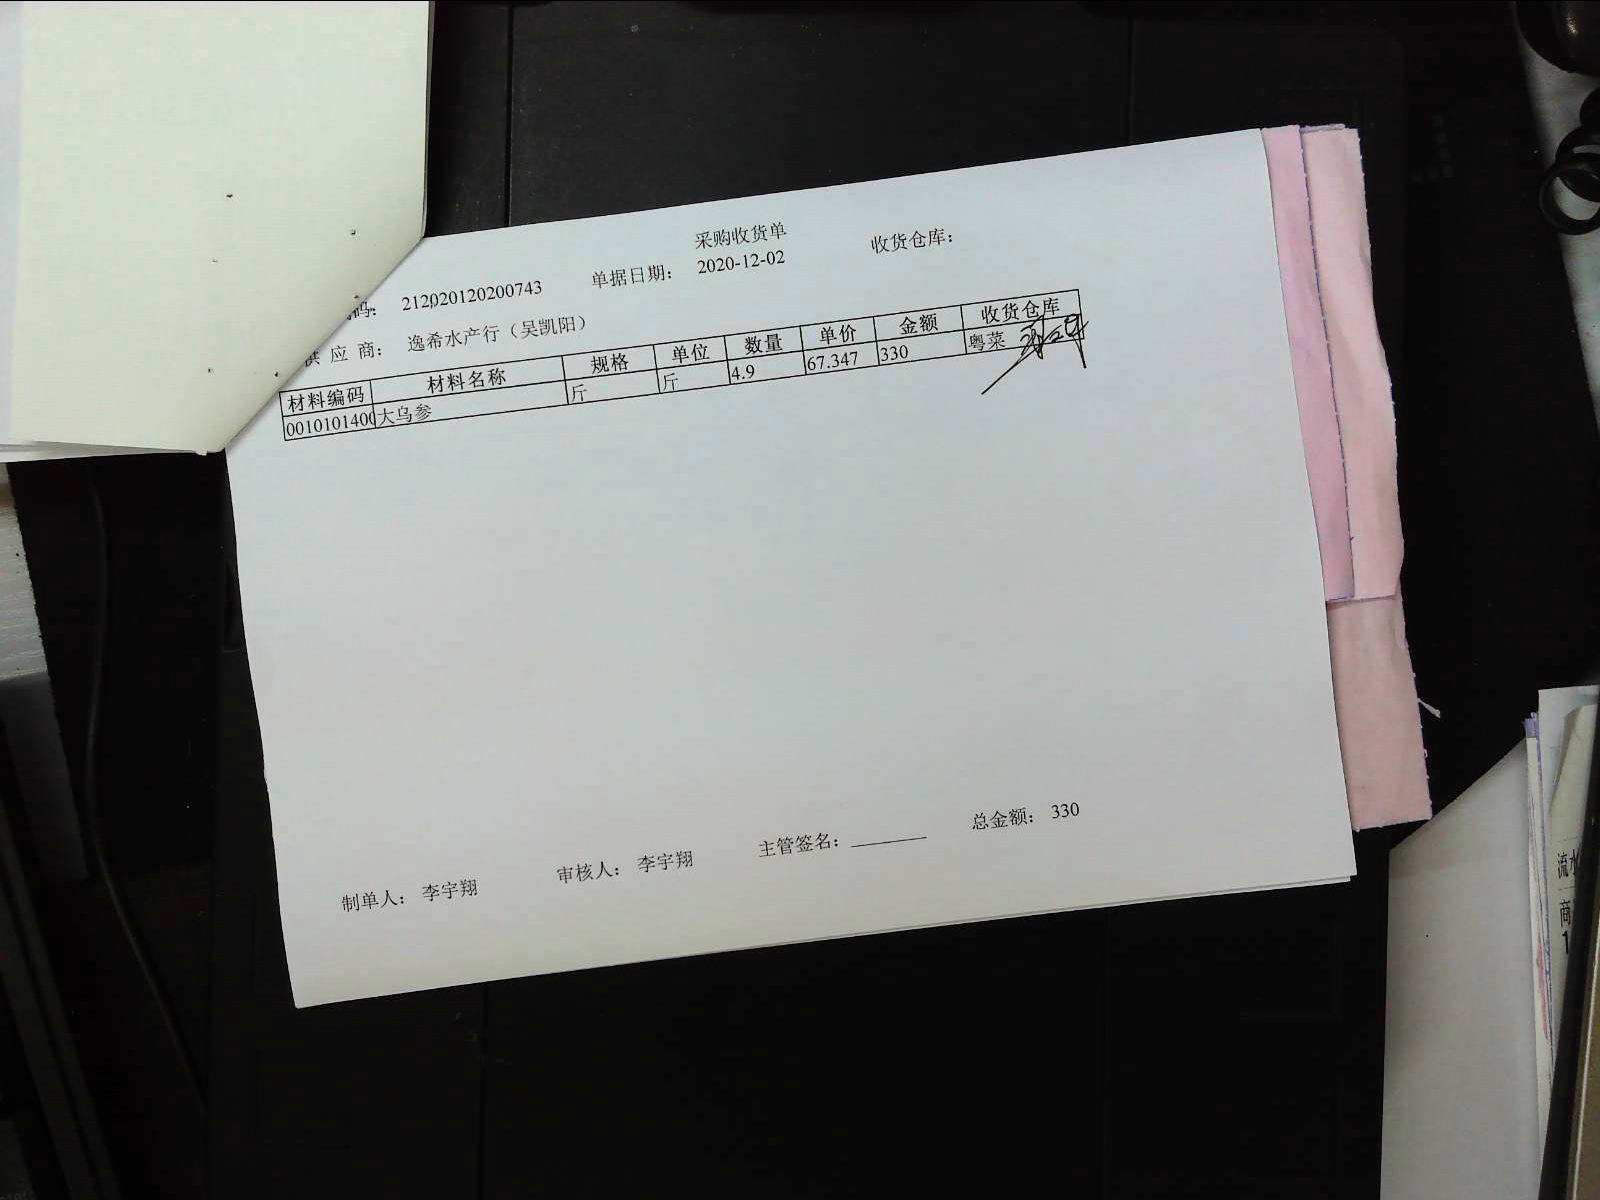 采购收货单
码: 212020120200743 单据日期: 2020-12-02 收货仓库:
供应商: 逸希水产行（吴凯阳）
材料编码 材料名称 规格 单位 数量 单价 金额 收货仓库
0010101400 大乌参 斤 斤 4.9 67.347 330 粤菜
制单人: 李宇翔 审核人: 李宇翔 主管签名: 总金额: 330
流水
商